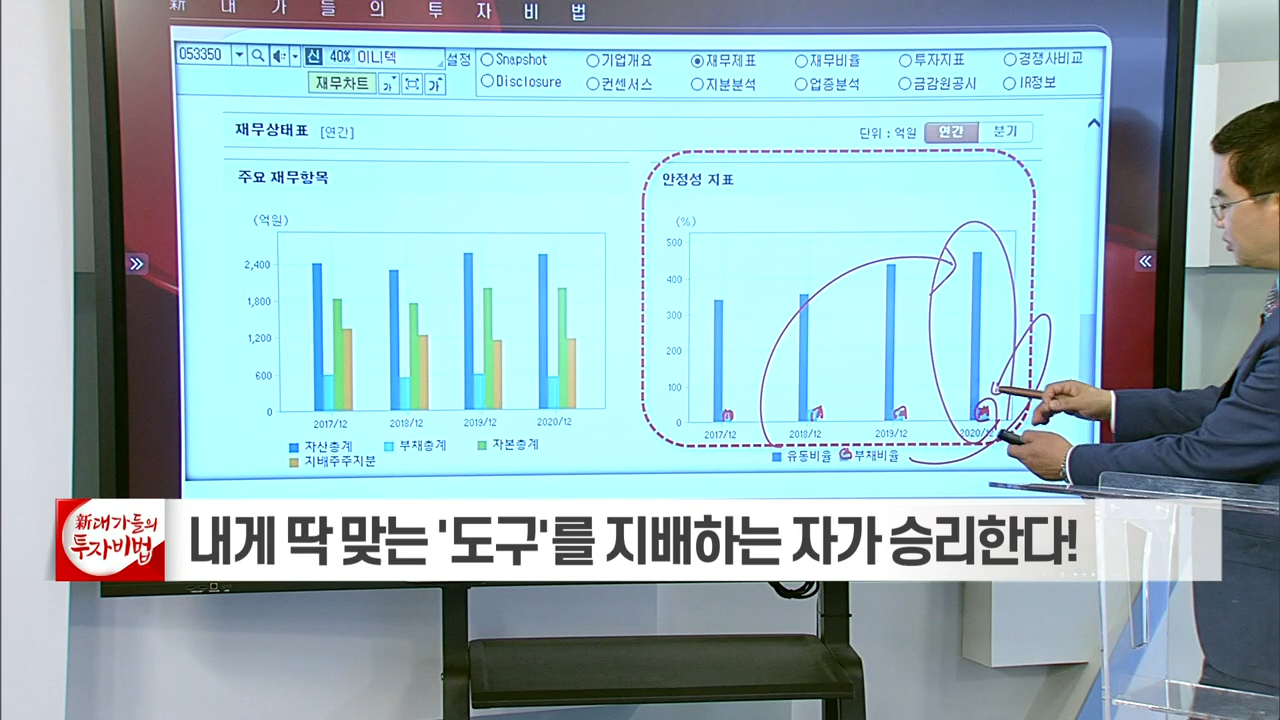 新 대가들의 투자비법
053350 신 40% 이니텍 설정
Snapshot 기업개요 재무제표 재무비율 투자지표 경쟁사비교
재무차트 가 가
Disclosure 컨센서스 지분분석 업종분석 금감원공시 IR정보
재무상태표 [연간] 단위 : 억원 연간 분기
주요 재무항목
(억원)
2,400
1,800
1,200
600
0
2017/12 2018/12 2019/12 2020/12
자산총계 부채총계 자본총계
지배주주지분
안정성 지표
(%)
500
400
300
200
100
0
2017/12 2018/12 2019/12 2020/12
유동비율 부채비율
新대가들의
투자비법
내게 딱 맞는 '도구'를 지배하는 자가 승리한다!